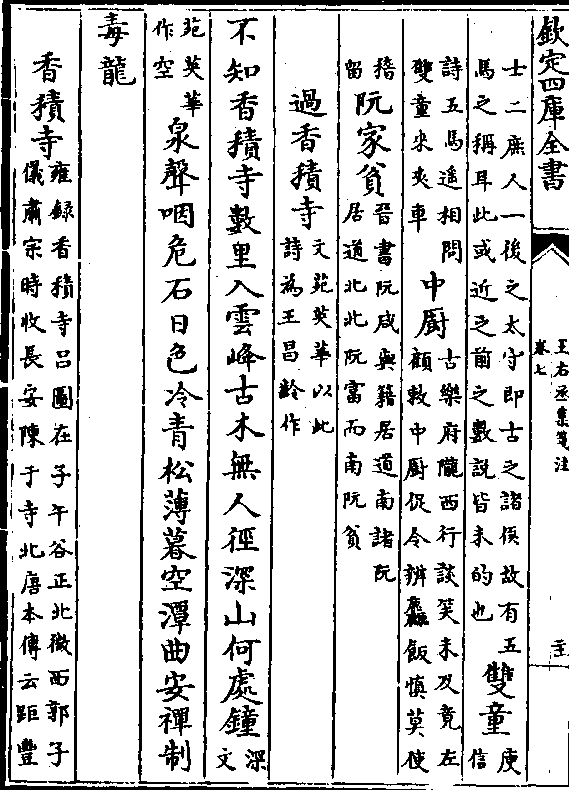 欽定四庫全書
王右丞集箋注
卷七
士二庶人一後之太守即古之諸侯故有五
馬之稱耳此或近之前之數說皆未的也
雙童
庾
信
詩五馬遙相問
雙童來夾車
中厨
古樂府隴西行談笑未及竟左
顧敕中厨促令辦麤飯慎莫使
稽
留
阮家貧
晉書阮咸與籍居道南諸阮
居道北北阮富而南阮貧
過香積寺
文苑英華以此
詩為王昌齡作
不知香積寺數里入雲峰古木無人徑深山何處鐘
深
文
苑英華
作空
泉聲咽危石日色冷青松薄暮空潭曲安禪制
毒龍
香積寺
雍錄香積寺呂圖在子午谷正北微西郭子
儀肅宗時收長安陳于寺北唐本傳云距豐